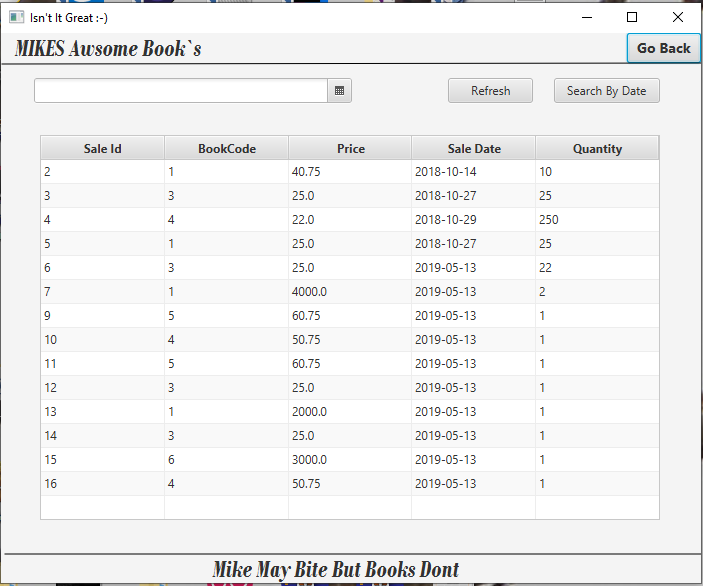 Isn't It Great :-)
MIKES Awsome Book`s Go Back
Refresh Search By Date
Sale Id BookCode Price Sale Date Quantity
2 1 40.75 2018-10-14 10
3 3 25.0 2018-10-27 25
4 4 22.0 2018-10-29 250
5 1 25.0 2018-10-27 25
6 3 25.0 2019-05-13 22
7 1 4000.0 2019-05-13 2
9 5 60.75 2019-05-13 1
10 4 50.75 2019-05-13 1
11 5 60.75 2019-05-13 1
12 3 25.0 2019-05-13 1
13 1 2000.0 2019-05-13 1
14 3 25.0 2019-05-13 1
15 6 3000.0 2019-05-13 1
16 4 50.75 2019-05-13 1
Mike May Bite But Books Dont